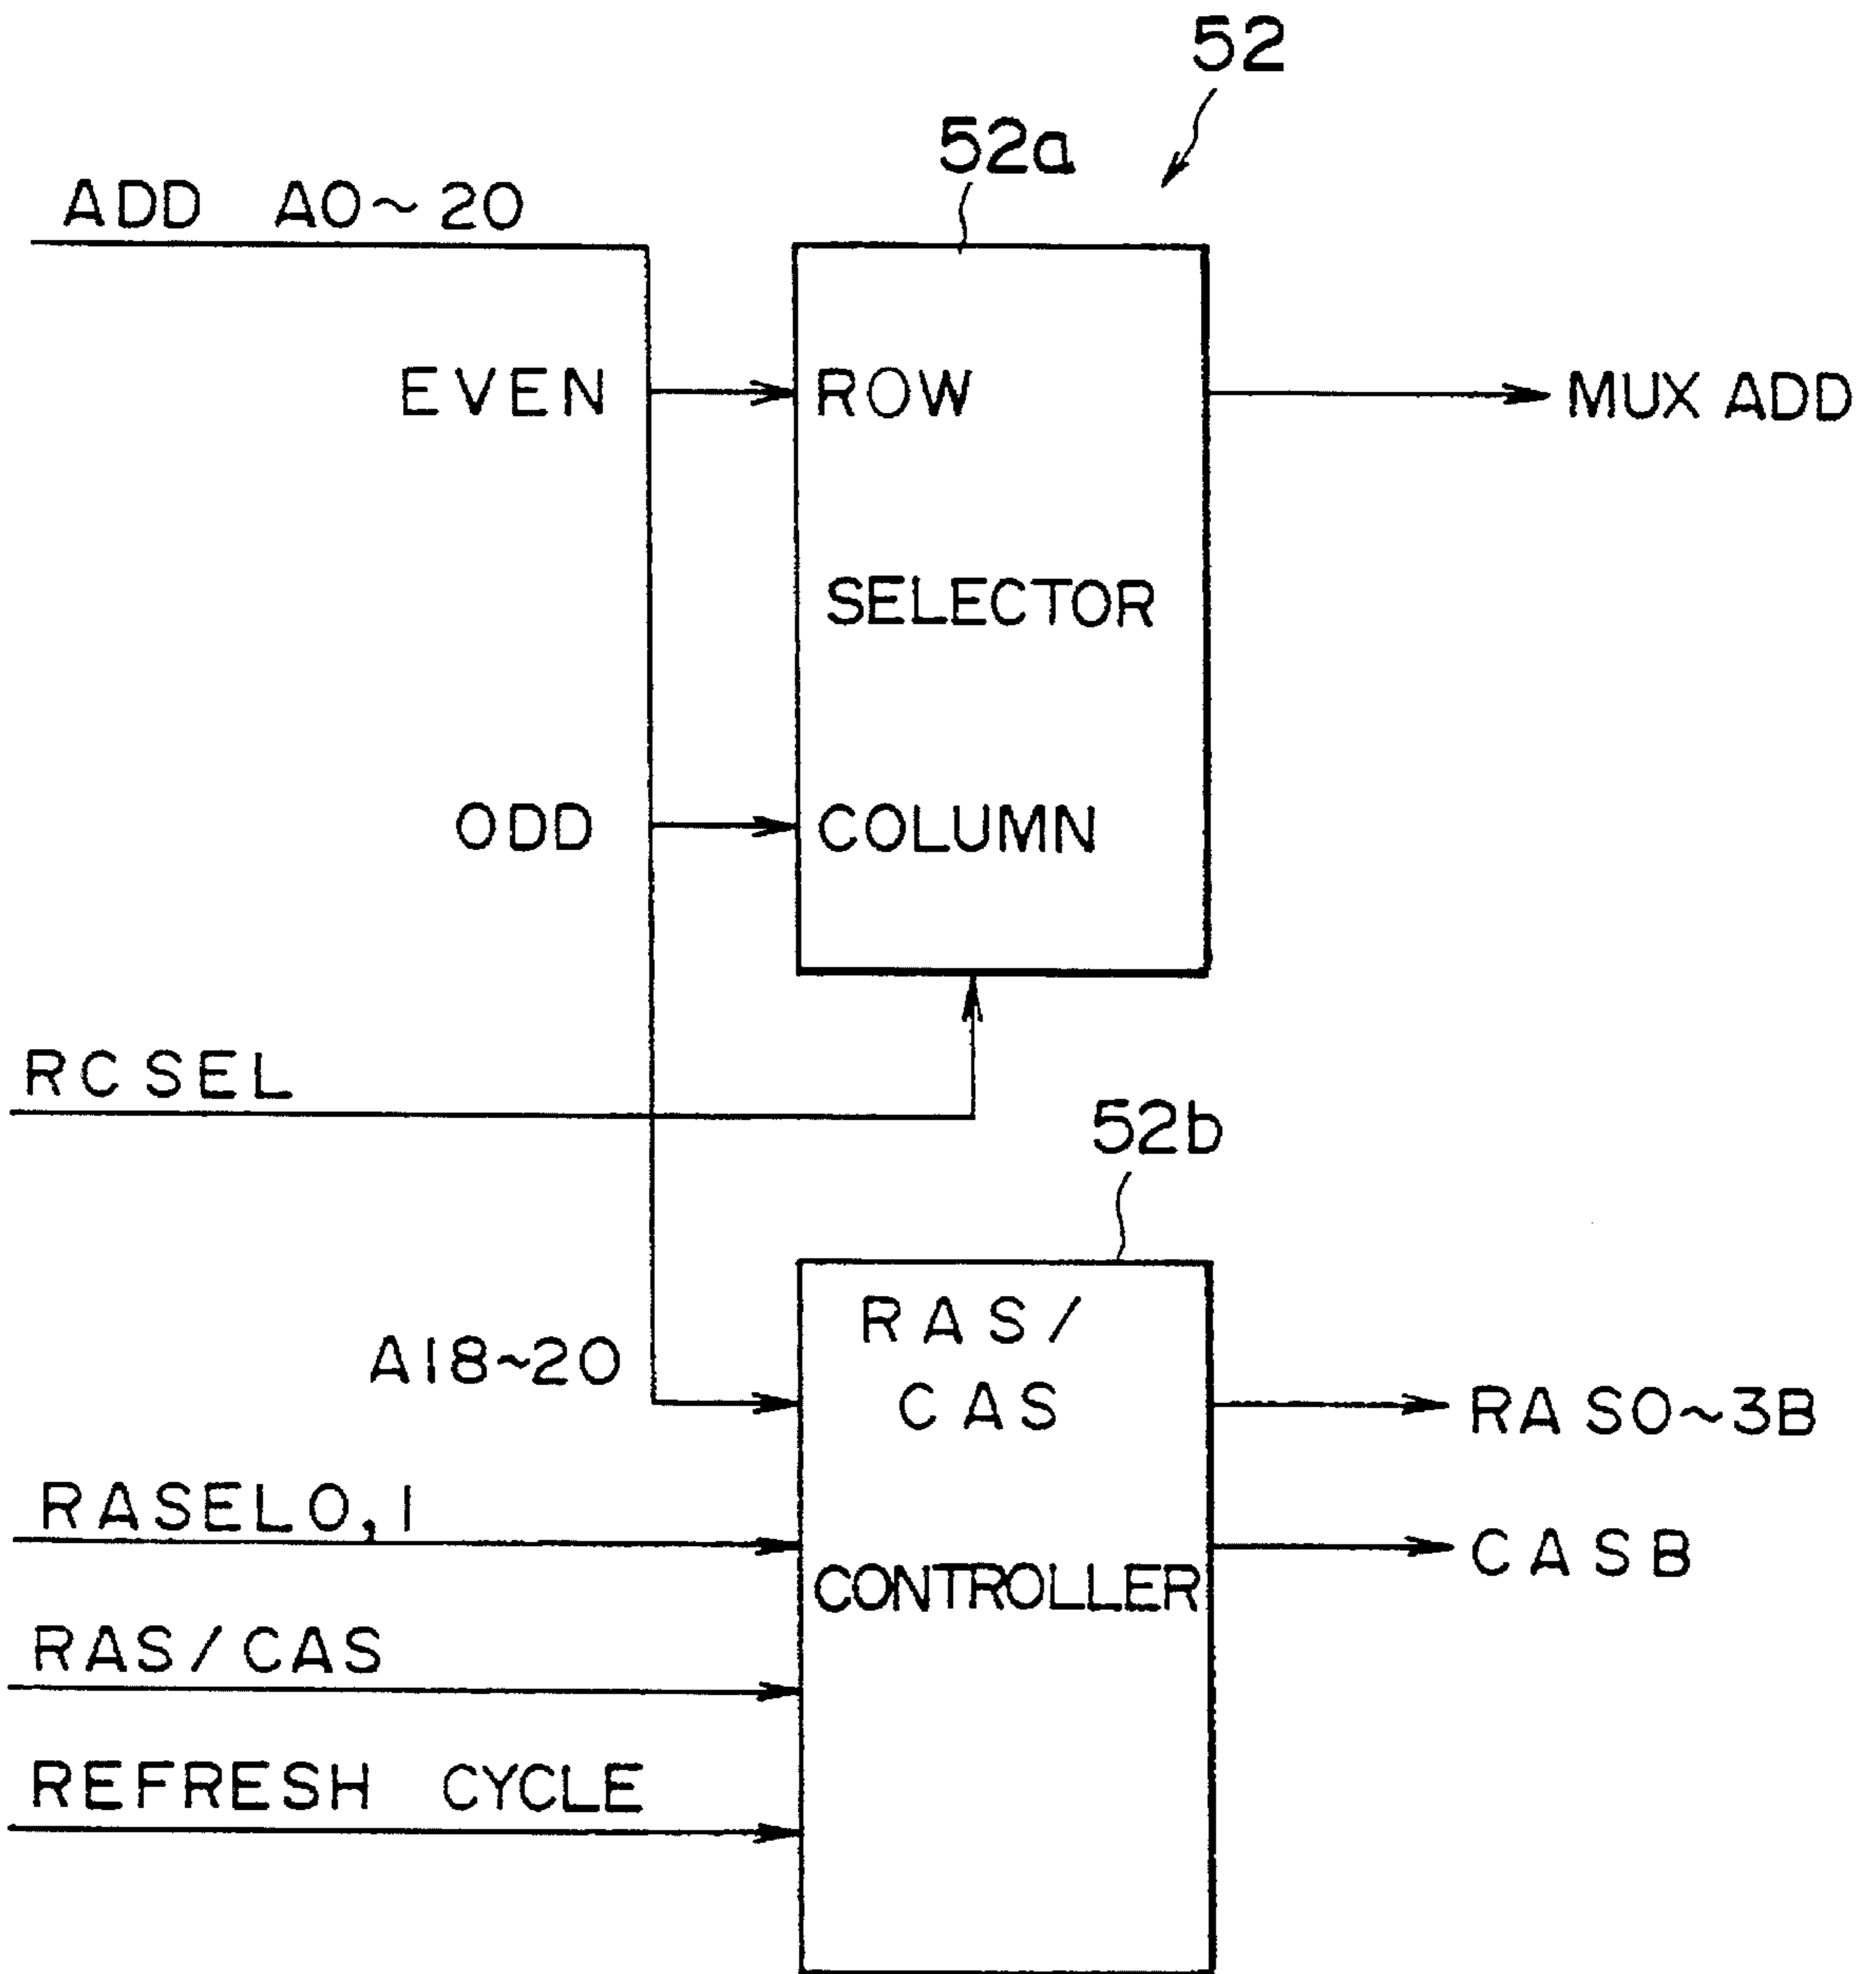 52
52a
ADD A0~20
EVEN
ROW
MUX ADD
SELECTOR
ODD
COLUMN
RCSEL
52b
RAS/
CAS
A18~20
RAS0~3B
RASEL0,1
CASB
CONTROLLER
RAS/CAS
REFRESH CYCLE